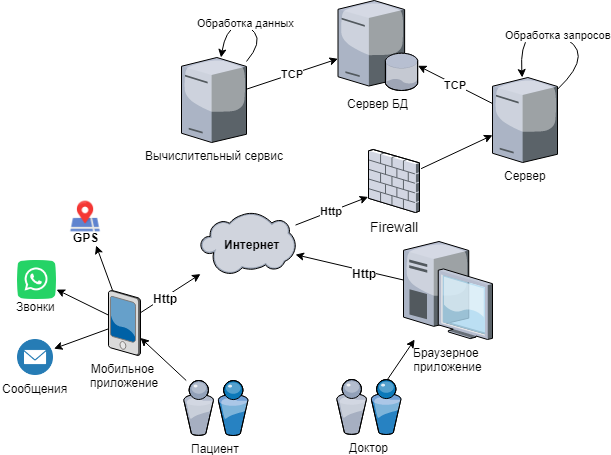 Обработка данных
Обработка запросов
TCP
TCP
Сервер БД
Вычислительный сервис
Сервер
Http
Firewall
GPS
Интернет
Http
Http
Звонки
Браузерное
приложение
Мобильное
приложение
Сообщения
Пациент
Доктор